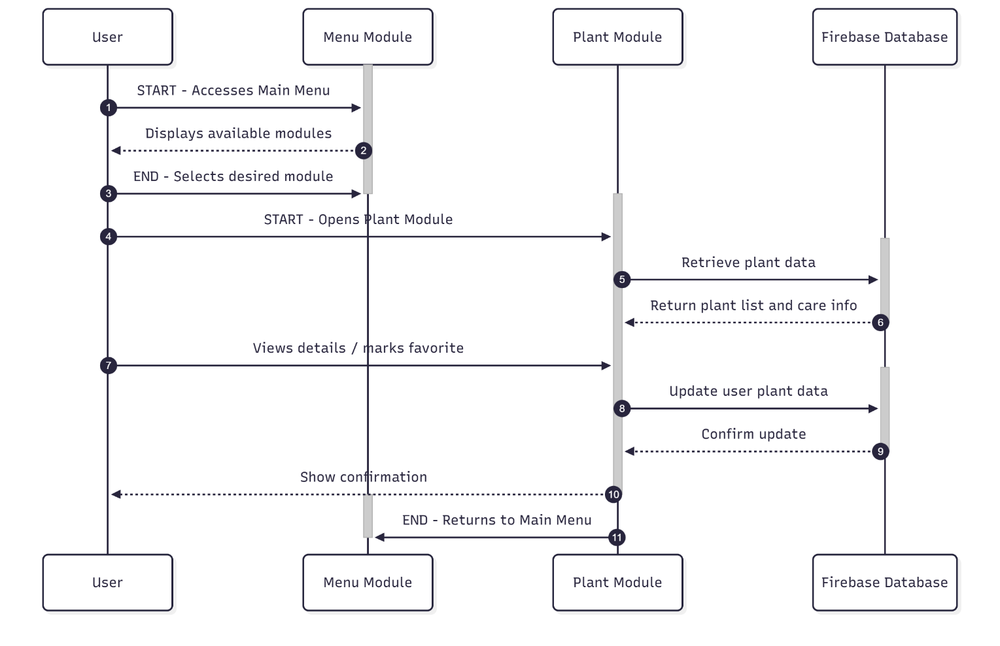 User
Menu Module
Plant Module
Firebase Database
START - Accesses Main Menu
1
Displays available modules
2
END - Selects desired module
3
START - Opens Plant Module
4
Retrieve plant data
5
Return plant list and care info
6
Views details / marks favorite
7
Update user plant data
8
Confirm update
9
Show confirmation
10
END - Returns to Main Menu
11
User
Menu Module
Plant Module
Firebase Database